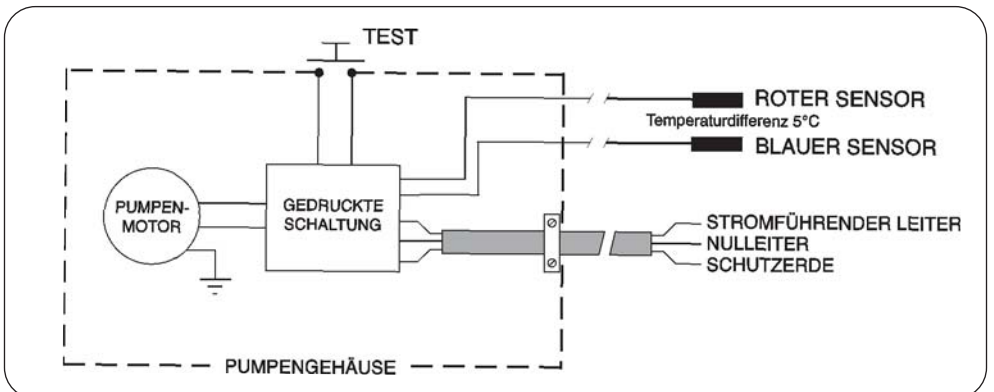 TEST
ROTER SENSOR
Temperaturdifferenz 5°C
BLAUER SENSOR
PUMPEN-
MOTOR
GEDRUCKTE
SCHALTUNG
STROMFÜHRENDER LEITER
NULLEITER
SCHUTZERDE
PUMPENGEHÄUSE